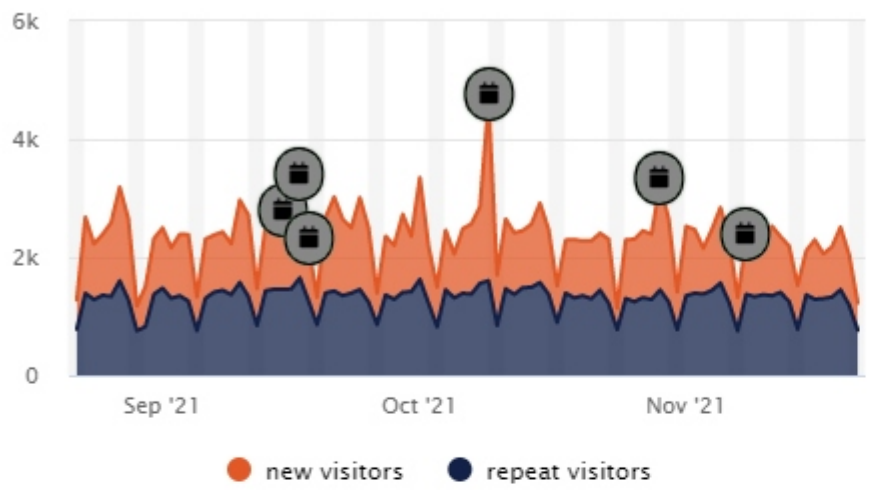 6k
4k
2k
0
Sep '21
Oct '21
Nov '21
new visitors
repeat visitors